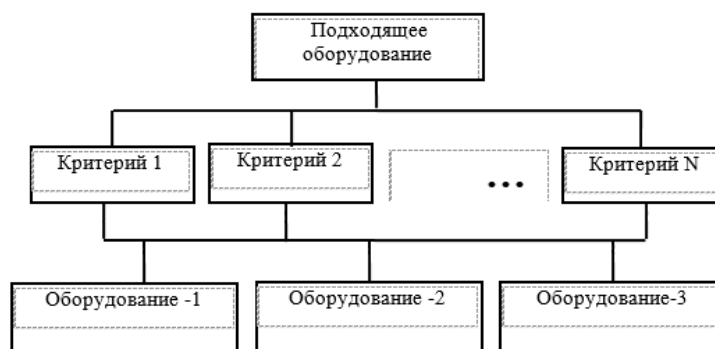 Подходящее
оборудование
Критерий 1
Критерий 2
...
Критерий N
Оборудование -1
Оборудование -2
Оборудование-3